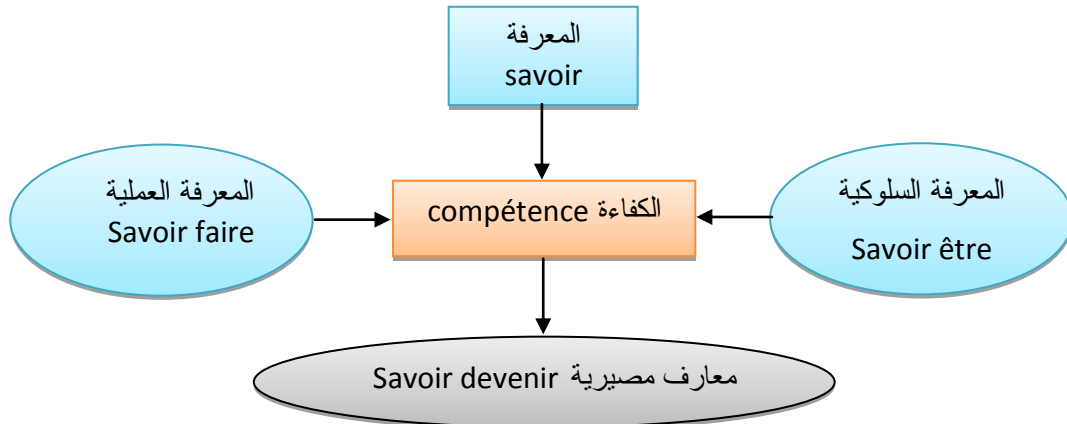 المعرفة
savoir
المعرفة العملية
Savoir faire
الكفاءة compétence
المعرفة السلوكية
Savoir être
معارف مصيرية Savoir devenir